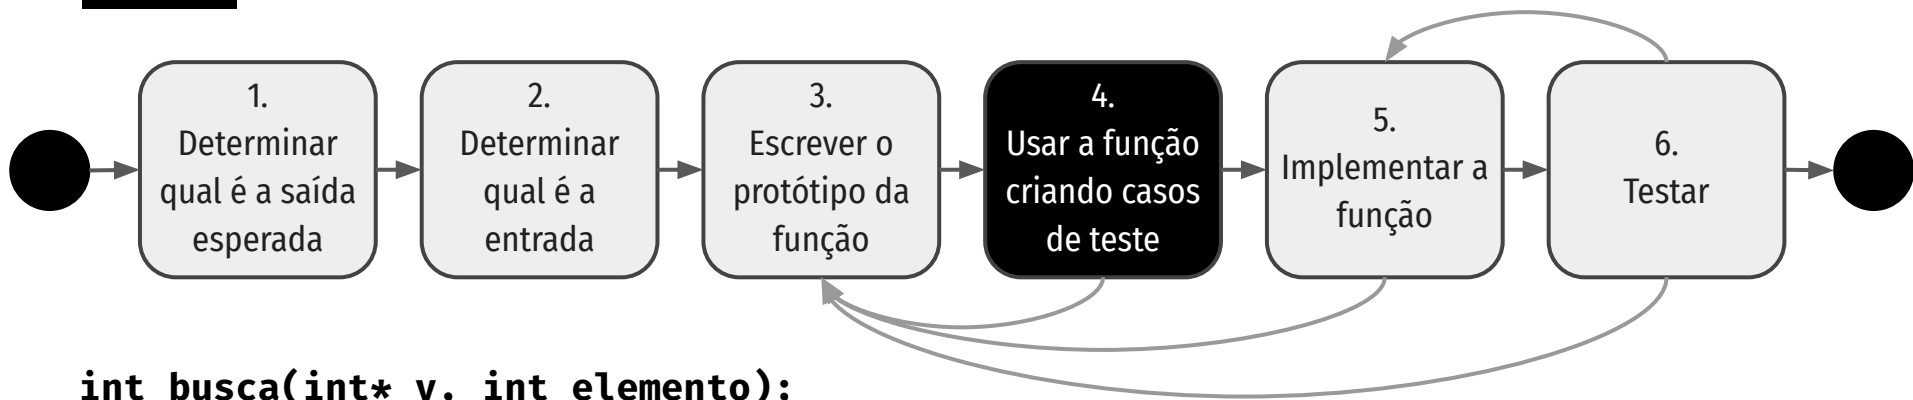 1.
Determinar
qual é a saída
esperada
2.
Determinar
qual é a
entrada
3.
Escrever o
protótipo da
função
4.
Usar a função
criando casos
de teste
5.
Implementar a
função
6.
Testar
int busca(int* v, int elemento);